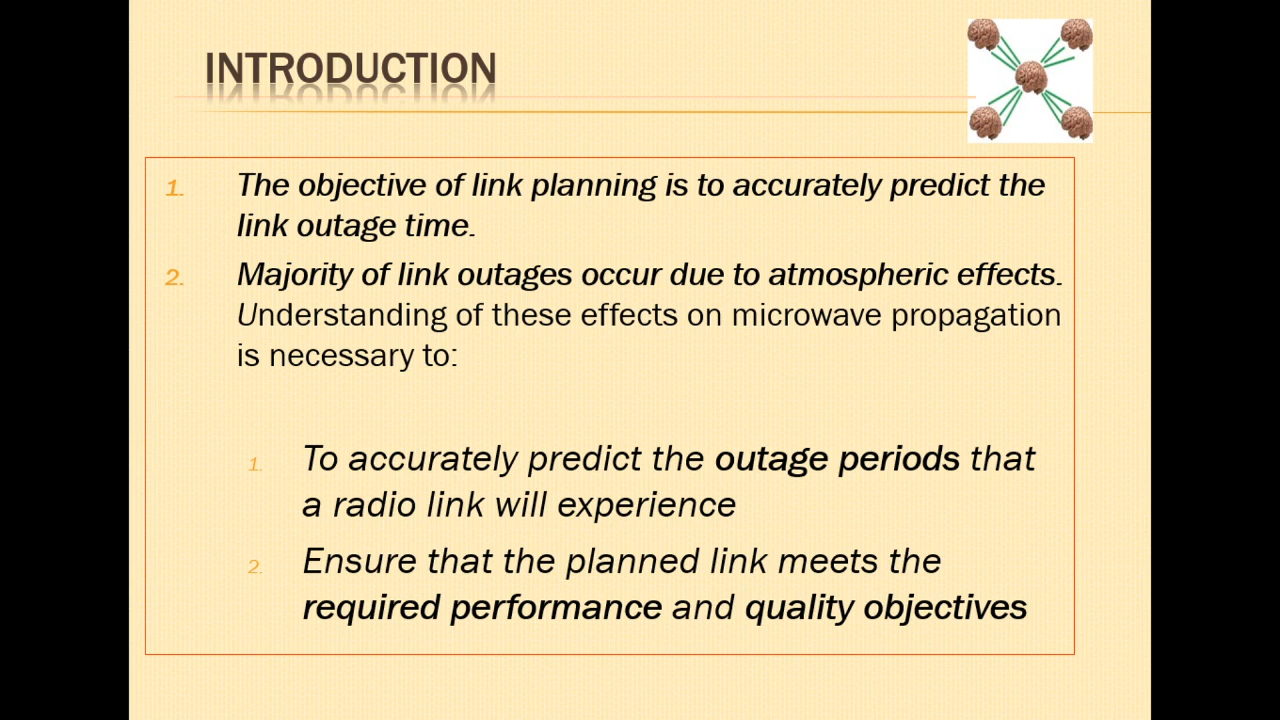 INTRODUCTION
1. The objective of link planning is to accurately predict the
link outage time.
2. Majority of link outages occur due to atmospheric effects.
Understanding of these effects on microwave propagation
is necessary to:
1. To accurately predict the outage periods that
a radio link will experience
2. Ensure that the planned link meets the
required performance and quality objectives